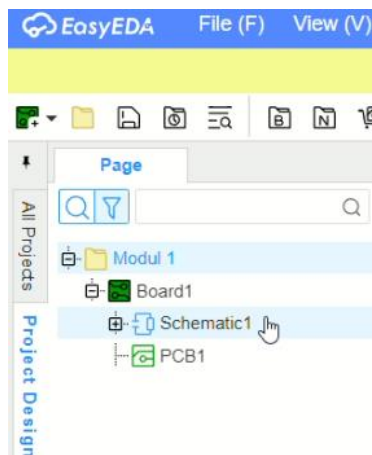 EasyEDA File (F) View (V)
B N
Page
All Projects
Project Design
Modul 1
Board1
Schematic1
PCB1